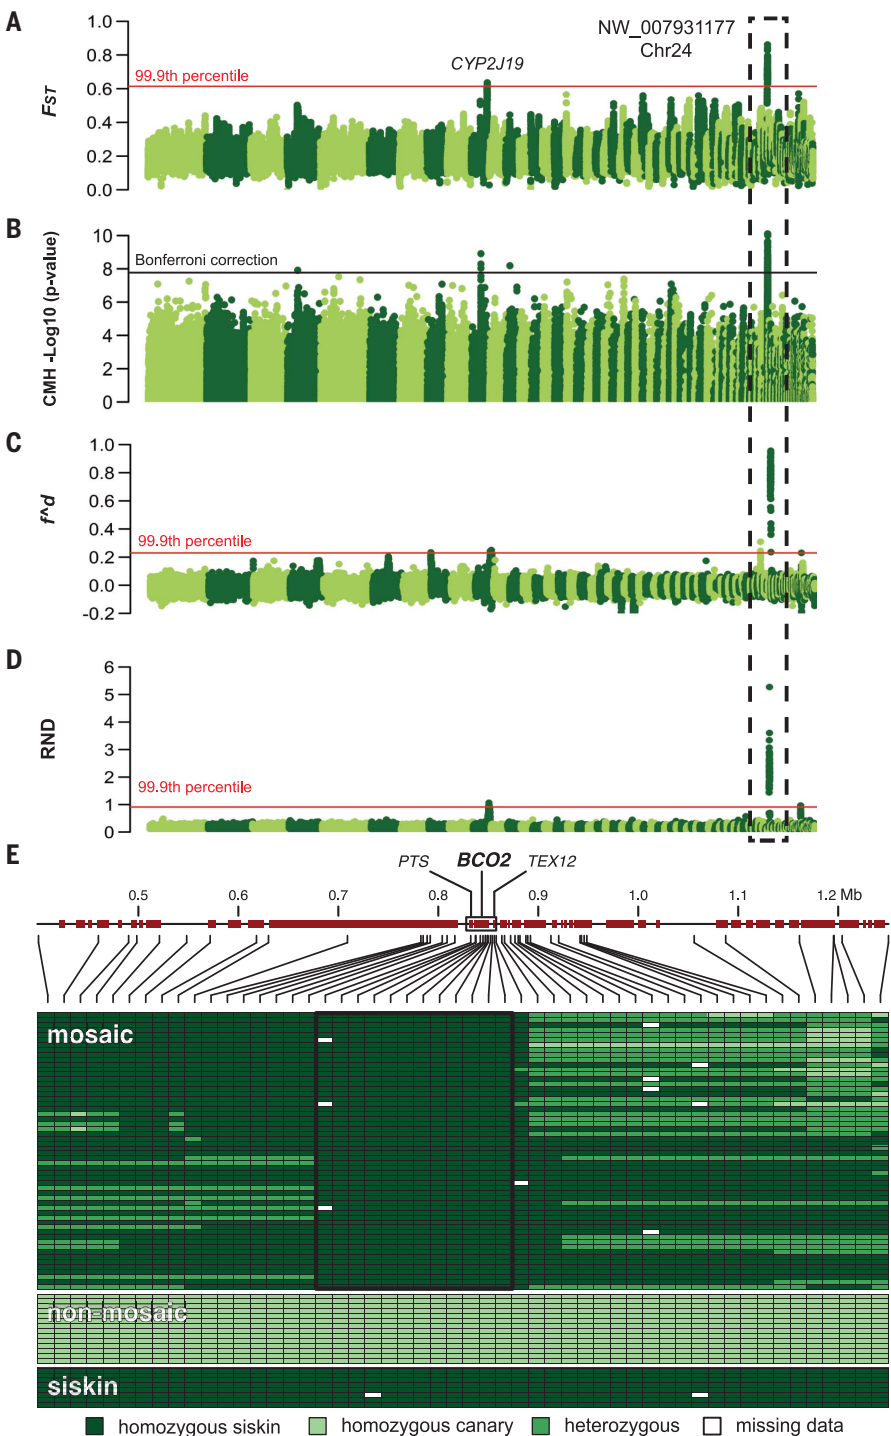 A
1.0
0.8
0.6
0.4
0.2
0.0
FST
99.9th percentile
CYP2J19
NW_007931177
Chr24
B
10
8
6
4
2
0
CMH -Log10 (p-value)
Bonferroni correction
C
1.0
0.8
0.6
0.4
0.2
0.0
-0.2
f^d
99.9th percentile
D
6
5
4
3
2
1
0
RND
99.9th percentile
E
PTS BCO2 TEX12
0.5 0.6 0.7 0.8 0.9 1.0 1.1 1.2 Mb
mosaic
non-mosaic
siskin
homozygous siskin homozygous canary heterozygous missing data